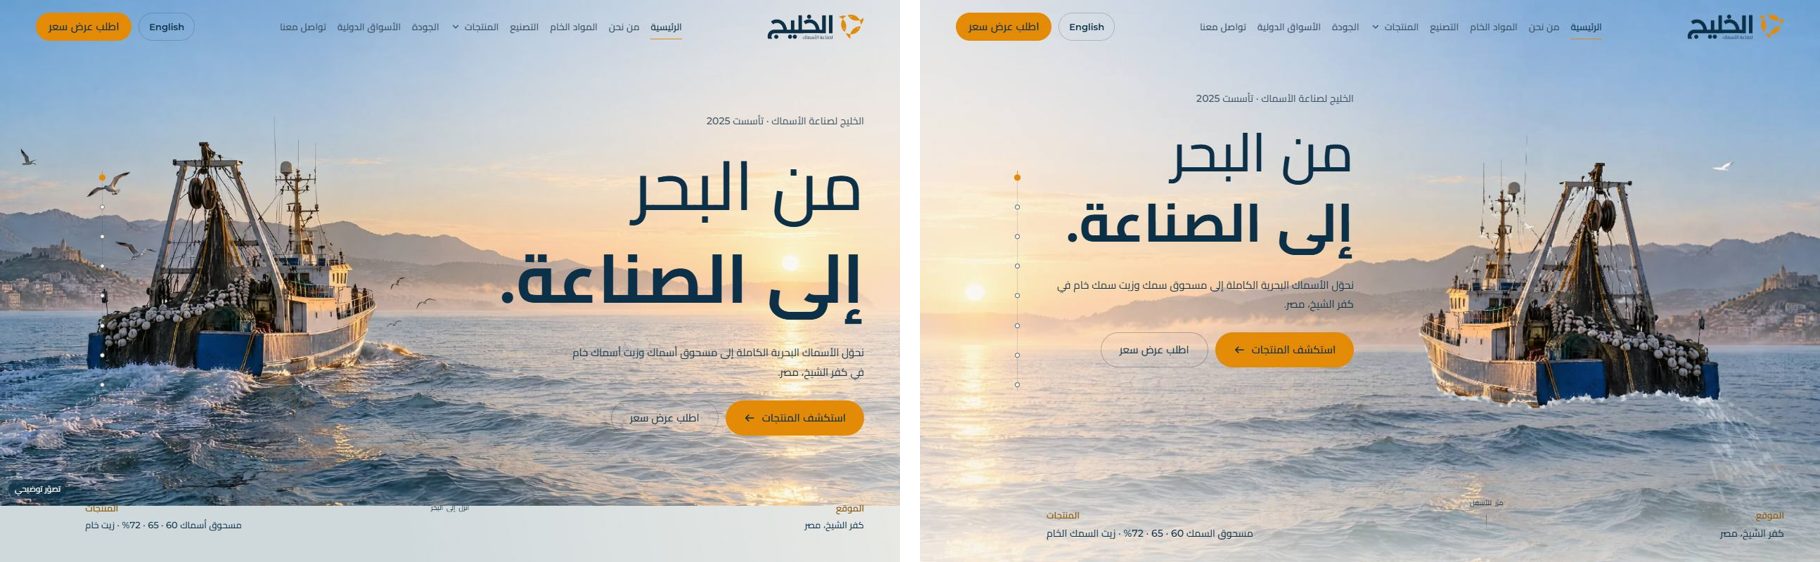 الخليج
لصناعة الأسماك
الرئيسية
من نحن
المواد الخام
التصنيع
المنتجات
الجودة
الأسواق الدولية
تواصل معنا
English
اطلب عرض سعر
الخليج لصناعة الأسماك · تأسست 2025
من البحر
إلى الصناعة.
نحوّل الأسماك البحرية الكاملة إلى مسحوق أسماك وزيت أسماك خام
في كفر الشيخ، مصر.
استكشف المنتجات ←
اطلب عرض سعر
تصوّر توضيحي
الموقع
كفر الشيخ، مصر
انزل إلى البحر
المنتجات
مسحوق أسماك 60 · 65 · 72% · زيت خام
الخليج
لصناعة الأسماك
الرئيسية
من نحن
المواد الخام
التصنيع
المنتجات
الجودة
الأسواق الدولية
تواصل معنا
English
اطلب عرض سعر
الخليج لصناعة الأسماك · تأسست 2025
من البحر
إلى الصناعة.
نحوّل الأسماك البحرية الكاملة إلى مسحوق سمك وزيت سمك خام في
كفر الشيخ، مصر.
استكشف المنتجات ←
اطلب عرض سعر
الموقع
كفر الشيخ، مصر
مرّر للأسفل
المنتجات
مسحوق السمك 60 · 65 · 72% · زيت السمك الخام